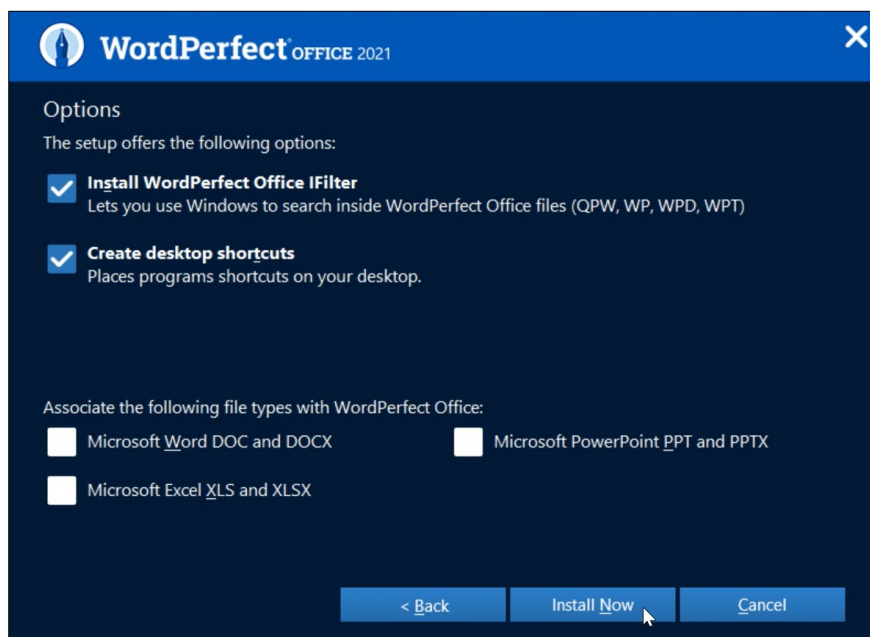 WordPerfect OFFICE 2021
Options
The setup offers the following options:
Install WordPerfect Office IFilter
Lets you use Windows to search inside WordPerfect Office files (QPW, WP, WPD, WPT)
Create desktop shortcuts
Places programs shortcuts on your desktop.
Associate the following file types with WordPerfect Office:
Microsoft Word DOC and DOCX
Microsoft PowerPoint PPT and PPTX
Microsoft Excel XLS and XLSX
< Back
Install Now
Cancel